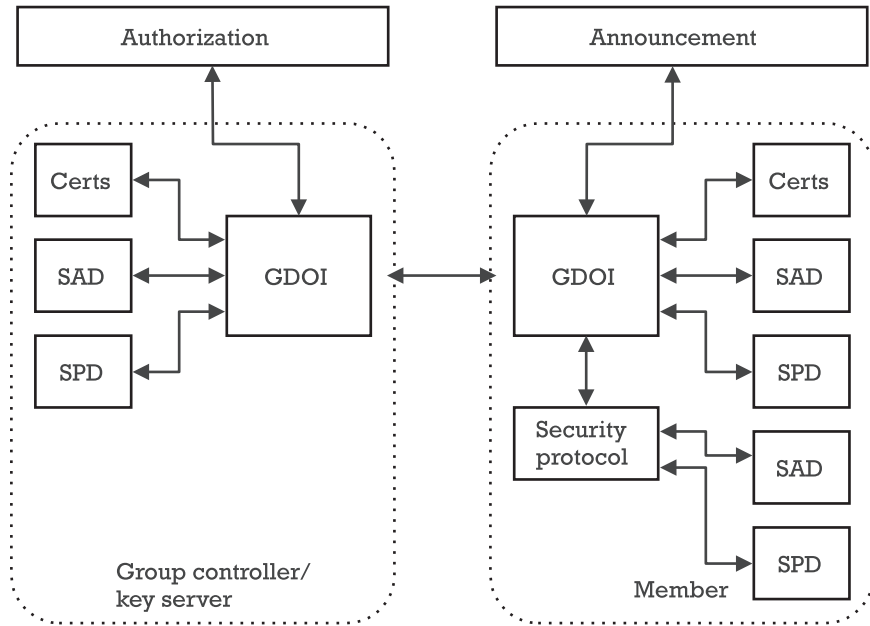 Authorization
Announcement
Certs
SAD
SPD
GDOI
Group controller/
key server
GDOI
Security
protocol
Certs
SAD
SPD
SAD
SPD
Member